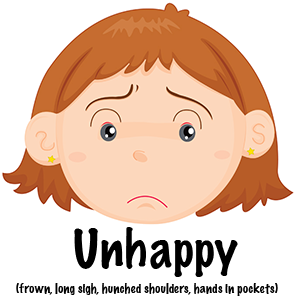 Unhappy
(frown, long sigh, hunched shoulders, hands in pockets)